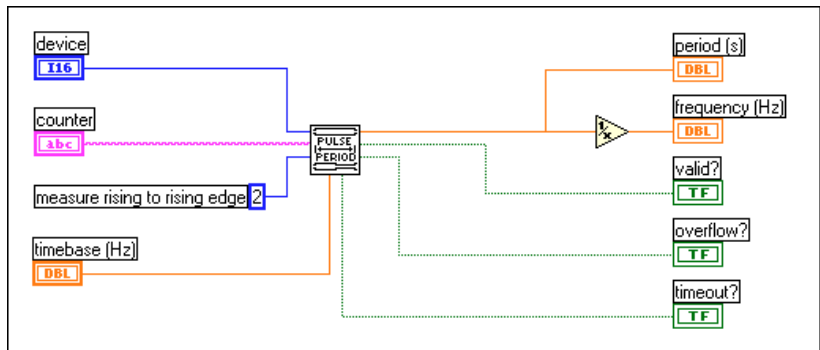 device
I16
counter
abc
measure rising to rising edge 2
timebase (Hz)
DBL
PULSE
PERIOD
1/x
period (s)
DBL
frequency (Hz)
DBL
valid?
TF
overflow?
TF
timeout?
TF